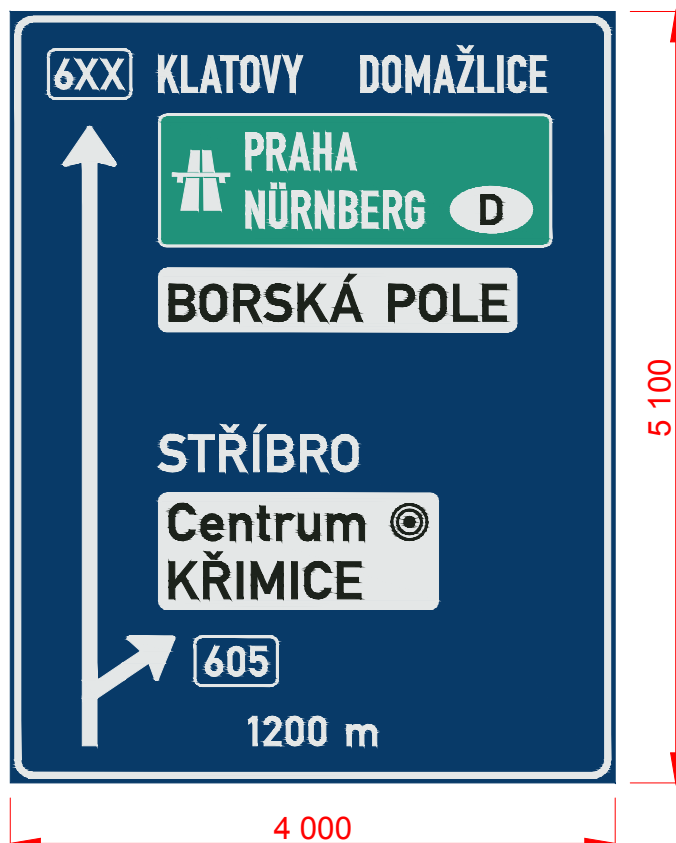 6XX KLATOVY DOMAŽLICE
PRAHA
NÜRNBERG D
BORSKÁ POLE
STŘÍBRO
Centrum
KŘIMICE
605
1200 m
5 100
4 000